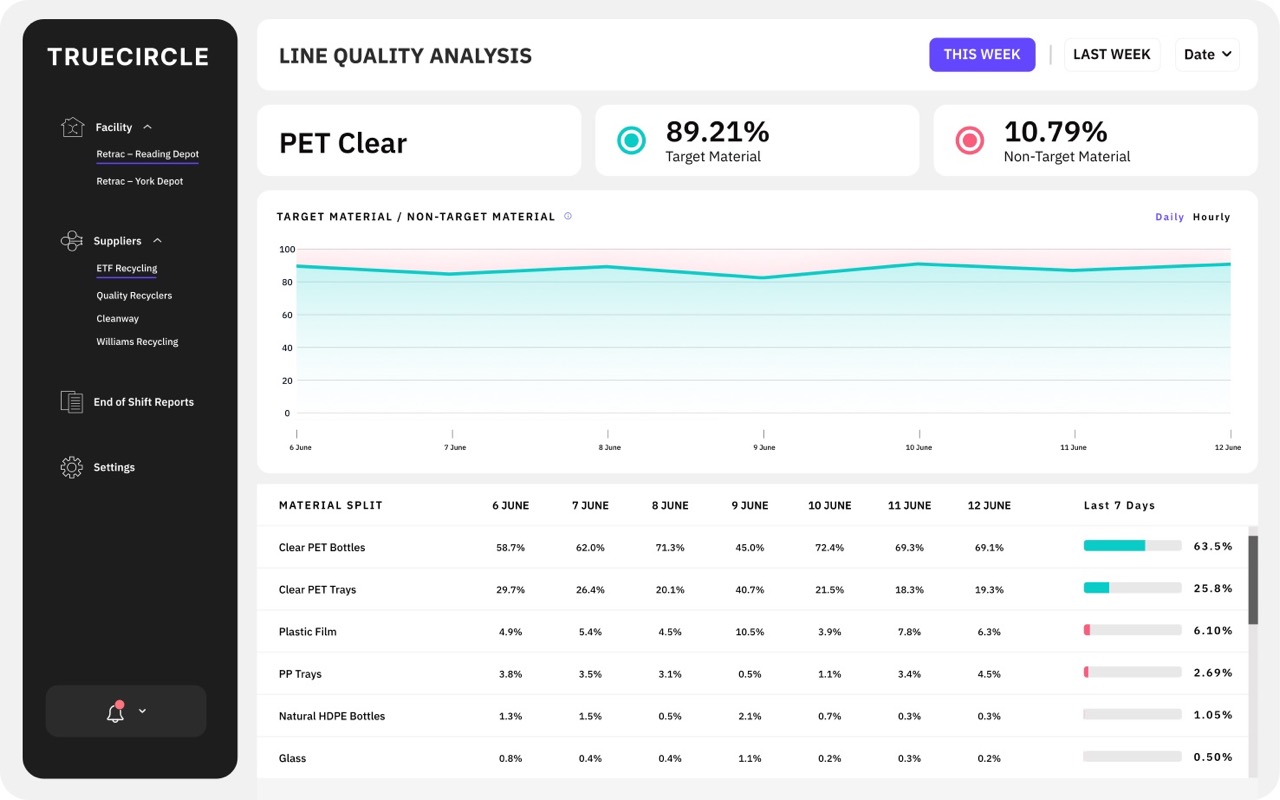 TRUECIRCLE
Facility
Retrac – Reading Depot
Retrac – York Depot
Suppliers
ETF Recycling
Quality Recyclers
Cleanway
Williams Recycling
End of Shift Reports
Settings
LINE QUALITY ANALYSIS
THIS WEEK | LAST WEEK Date
PET Clear
89.21%
Target Material
10.79%
Non-Target Material
TARGET MATERIAL / NON-TARGET MATERIAL
Daily Hourly
100
80
60
40
20
0
6 June 7 June 8 June 9 June 10 June 11 June 12 June
MATERIAL SPLIT 6 JUNE 7 JUNE 8 JUNE 9 JUNE 10 JUNE 11 JUNE 12 JUNE Last 7 Days
Clear PET Bottles 58.7% 62.0% 71.3% 45.0% 72.4% 69.3% 69.1% 63.5%
Clear PET Trays 29.7% 26.4% 20.1% 40.7% 21.5% 18.3% 19.3% 25.8%
Plastic Film 4.9% 5.4% 4.5% 10.5% 3.9% 7.8% 6.3% 6.10%
PP Trays 3.8% 3.5% 3.1% 0.5% 1.1% 3.4% 4.5% 2.69%
Natural HDPE Bottles 1.3% 1.5% 0.5% 2.1% 0.7% 0.3% 0.3% 1.05%
Glass 0.8% 0.4% 0.4% 1.1% 0.2% 0.3% 0.2% 0.50%